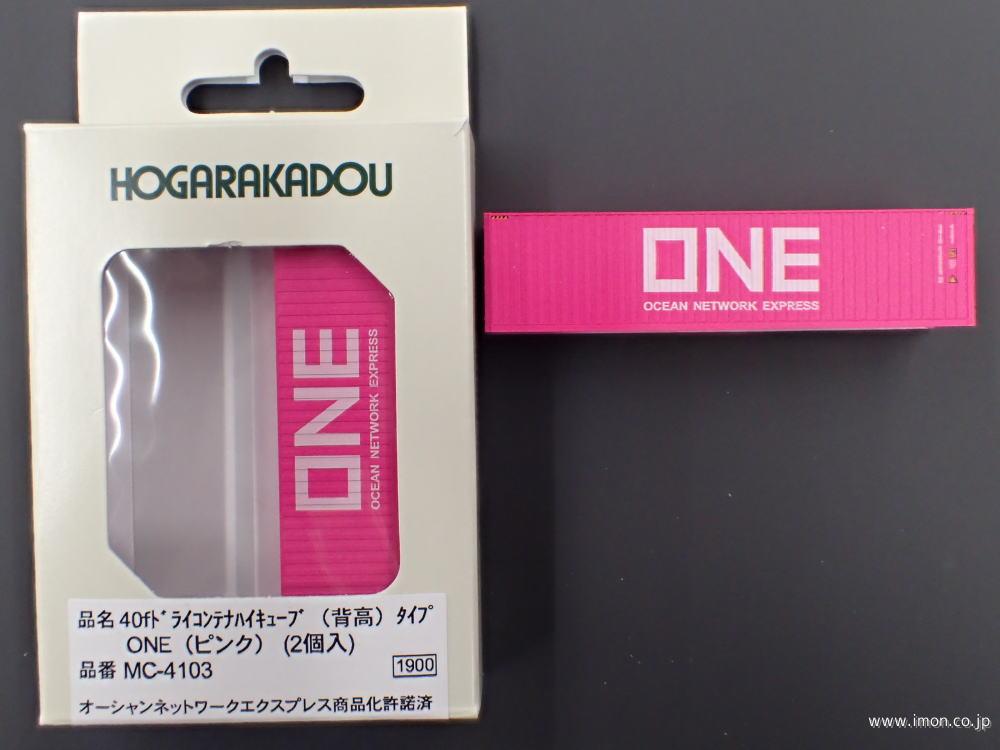 HOGARAKADOU
ONE
OCEAN NETWORK EXPRESS
品名 40fﾄﾞﾗｲｺﾝﾃﾅﾊｲｷｭｰﾌﾞ（背高）ﾀｲﾌﾟ
ONE（ピンク） (2個入)
品番 MC-4103
1900
オーシャンネットワークエクスプレス商品化許諾済
ONE
OCEAN NETWORK EXPRESS
www.imon.co.jp